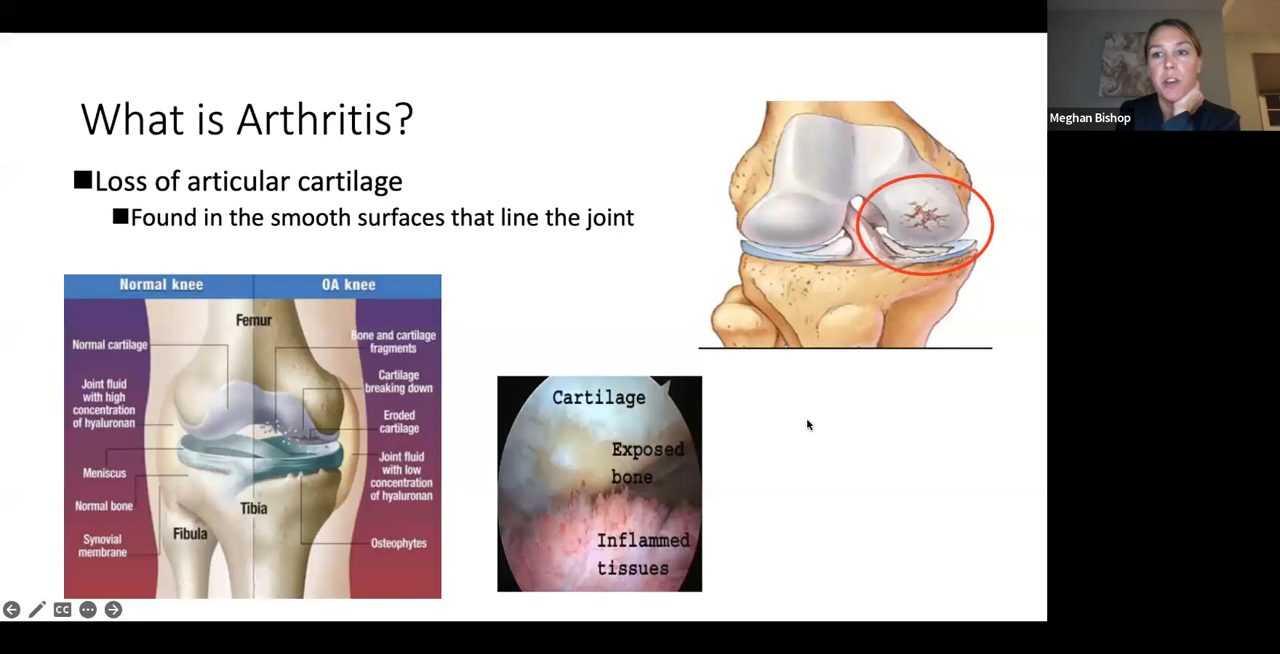 What is Arthritis?
Loss of articular cartilage
Found in the smooth surfaces that line the joint
Normal knee
OA knee
Femur
Normal cartilage
Joint fluid
with high
concentration
of hyaluronan
Meniscus
Normal bone
Synovial
membrane
Fibula
Tibia
Bone and cartilage
fragments
Cartilage
breaking down
Eroded
cartilage
Joint fluid
with low
concentration
of hyaluronan
Osteophytes
Cartilage
Exposed
bone
Inflammed
tissues
CC
Meghan Bishop